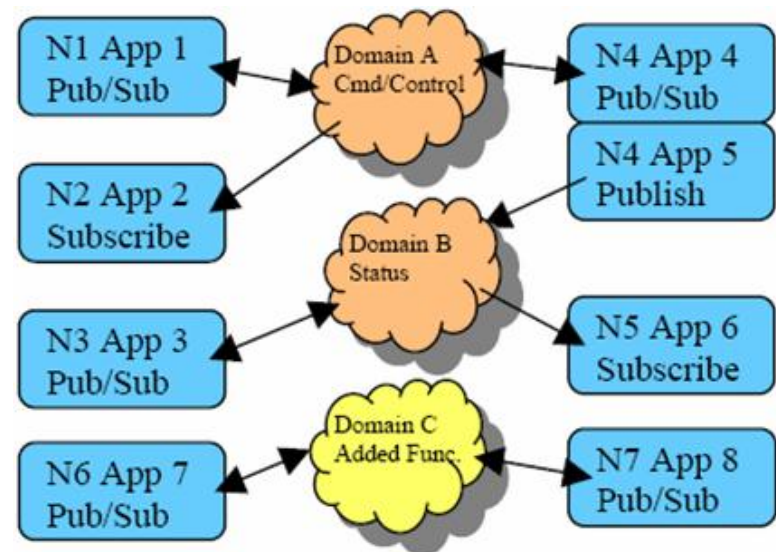 N1 App 1
Pub/Sub
Domain A
Cmd/Control
N4 App 4
Pub/Sub
N2 App 2
Subscribe
N4 App 5
Publish
Domain B
Status
N3 App 3
Pub/Sub
N5 App 6
Subscribe
Domain C
Added Func.
N6 App 7
Pub/Sub
N7 App 8
Pub/Sub